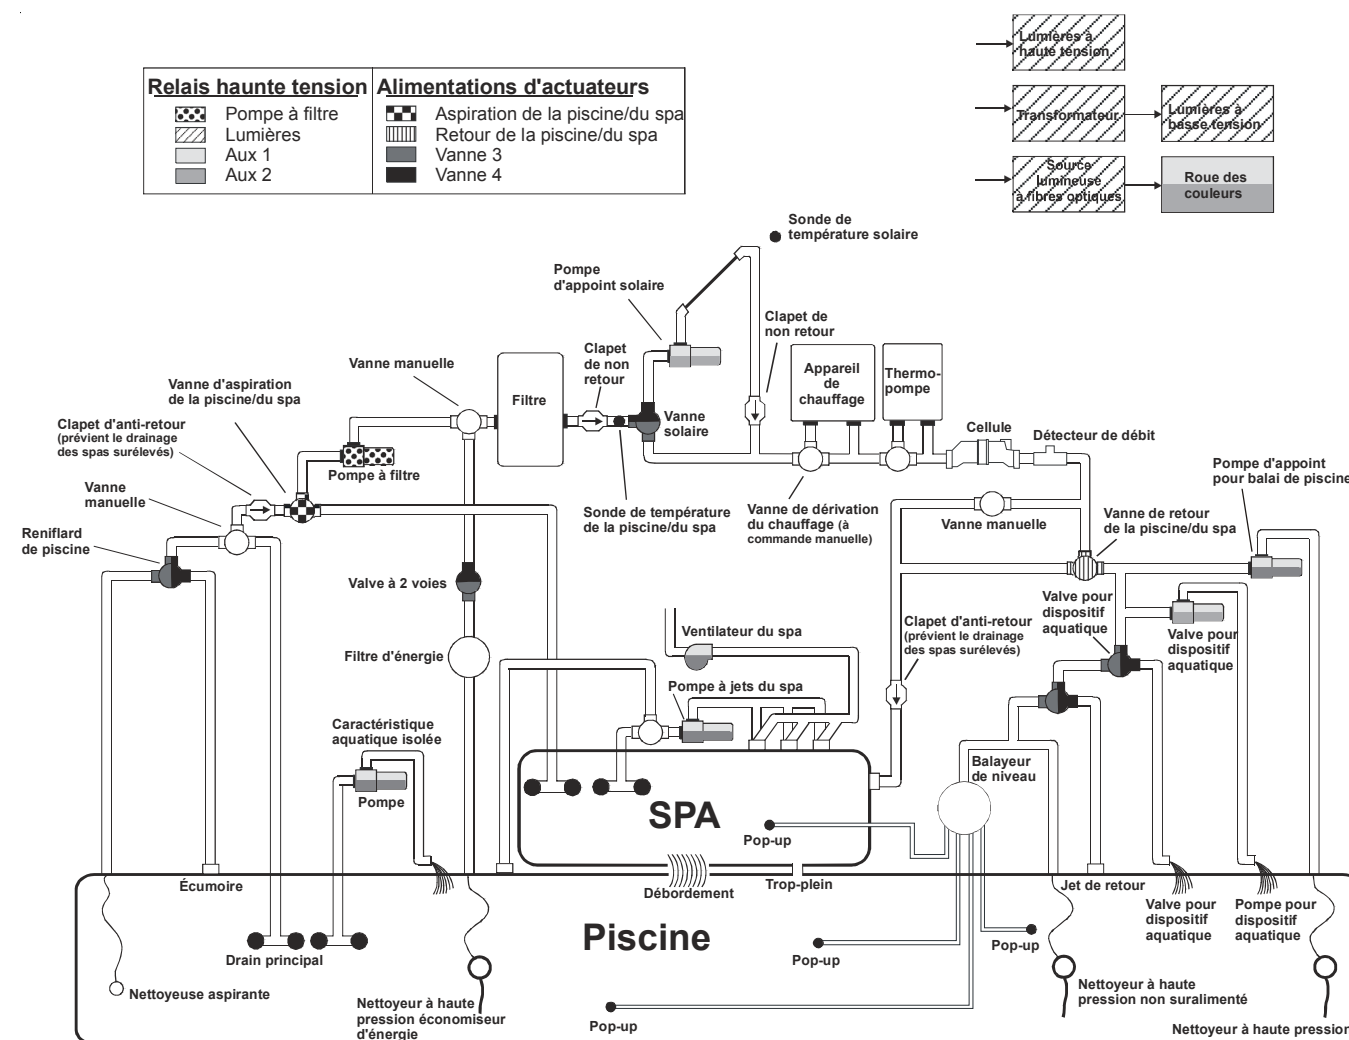 Lumières à
haute tension
Relais haunte tension
Pompe à filtre
Lumières
Aux 1
Aux 2
Alimentations d'actuateurs
Aspiration de la piscine/du spa
Retour de la piscine/du spa
Vanne 3
Vanne 4
Transformateur
Lumières à
basse tension
Source
lumineuse
à fibres optiques
Roue des
couleurs
Sonde de
température solaire
Pompe
d'appoint solaire
Clapet de
non retour
Clapet
de non
retour
Vanne manuelle
Filtre
Appareil
de
chauffage
Thermo-
pompe
Vanne d'aspiration
de la piscine/du spa
Vanne
solaire
Cellule
Détecteur de débit
Clapet d'anti-retour
(prévient le drainage
des spas surélevés)
Pompe à filtre
Pompe d'appoint
pour balai de piscine
Vanne
manuelle
Sonde de température
de la piscine/du spa
Vanne de dérivation
du chauffage (à
commande manuelle)
Vanne manuelle
Vanne de retour
de la piscine/du spa
Reniflard
de piscine
Valve à 2 voies
Valve pour
dispositif
aquatique
Clapet d'anti-retour
(prévient le drainage
des spas surélevés)
Ventilateur du spa
Valve pour
dispositif
aquatique
Filtre d'énergie
Pompe à jets du spa
Caractéristique
aquatique isolée
Balayeur
de niveau
Pompe
SPA
Pop-up
Écumoire
Débordement
Trop-plein
Jet de retour
Valve pour
dispositif
aquatique
Pompe pour
dispositif
aquatique
Piscine
Drain principal
Pop-up
Pop-up
Nettoyeuse aspirante
Nettoyeur à haute
pression économiseur
d'énergie
Nettoyeur à haute
pression non suralimenté
Pop-up
Nettoyeur à haute pression